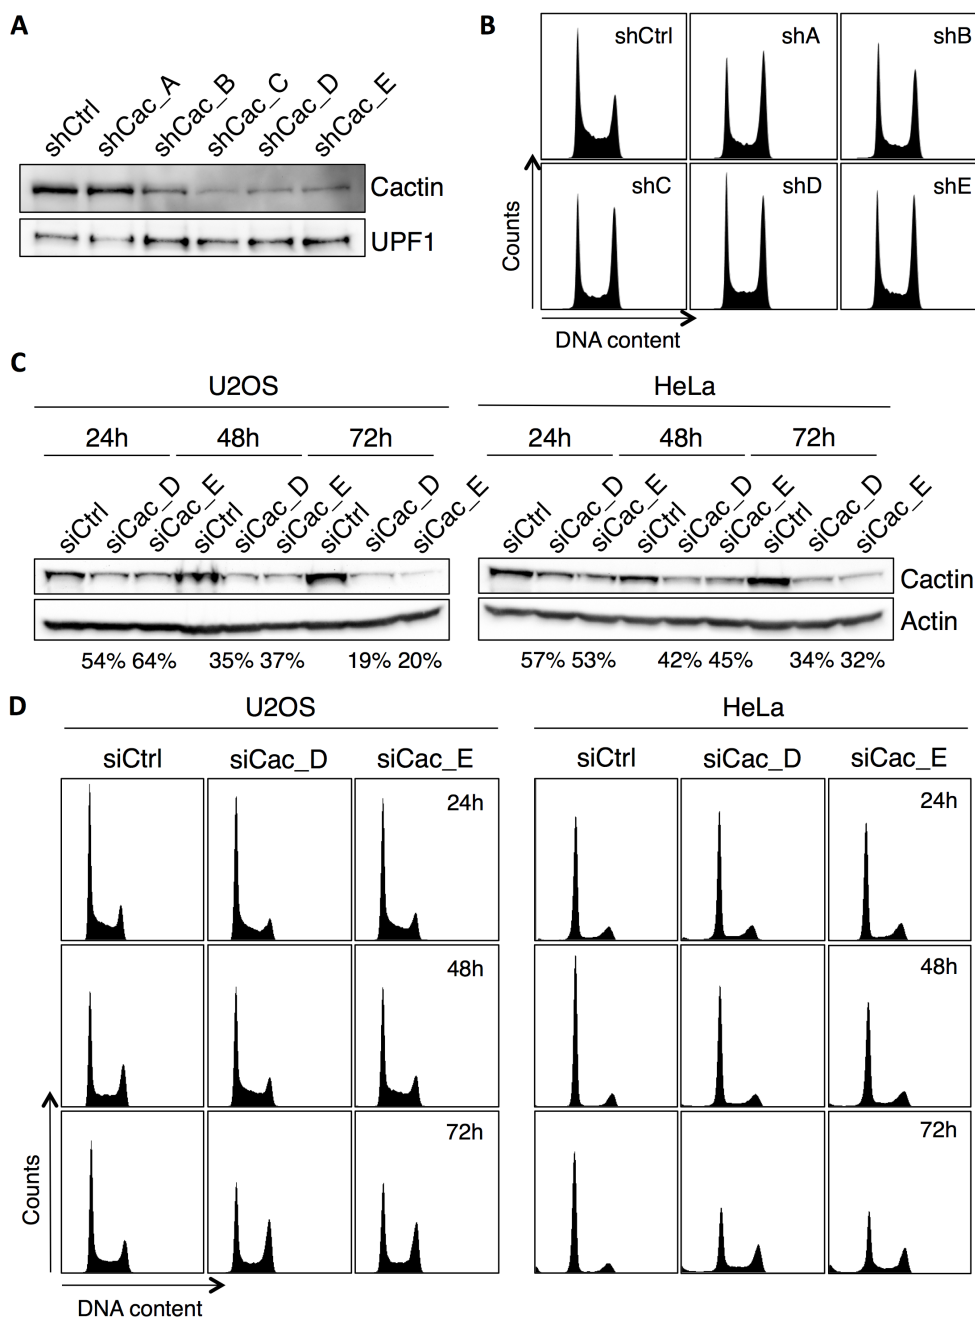 A
shCtrl shCac_A shCac_B shCac_C shCac_D shCac_E
Cactin
UPF1
B
shCtrl shA shB
shC shD shE
Counts
DNA content
C
U2OS HeLa
24h 48h 72h 24h 48h 72h
siCtrl siCac_D siCac_E siCtrl siCac_D siCac_E siCtrl siCac_D siCac_E siCtrl siCac_D siCac_E siCtrl siCac_D siCac_E siCtrl siCac_D siCac_E
Cactin
Actin
54% 64% 35% 37% 19% 20% 57% 53% 42% 45% 34% 32%
D
U2OS HeLa
siCtrl siCac_D siCac_E siCtrl siCac_D siCac_E
24h 24h
48h 48h
72h 72h
Counts
DNA content